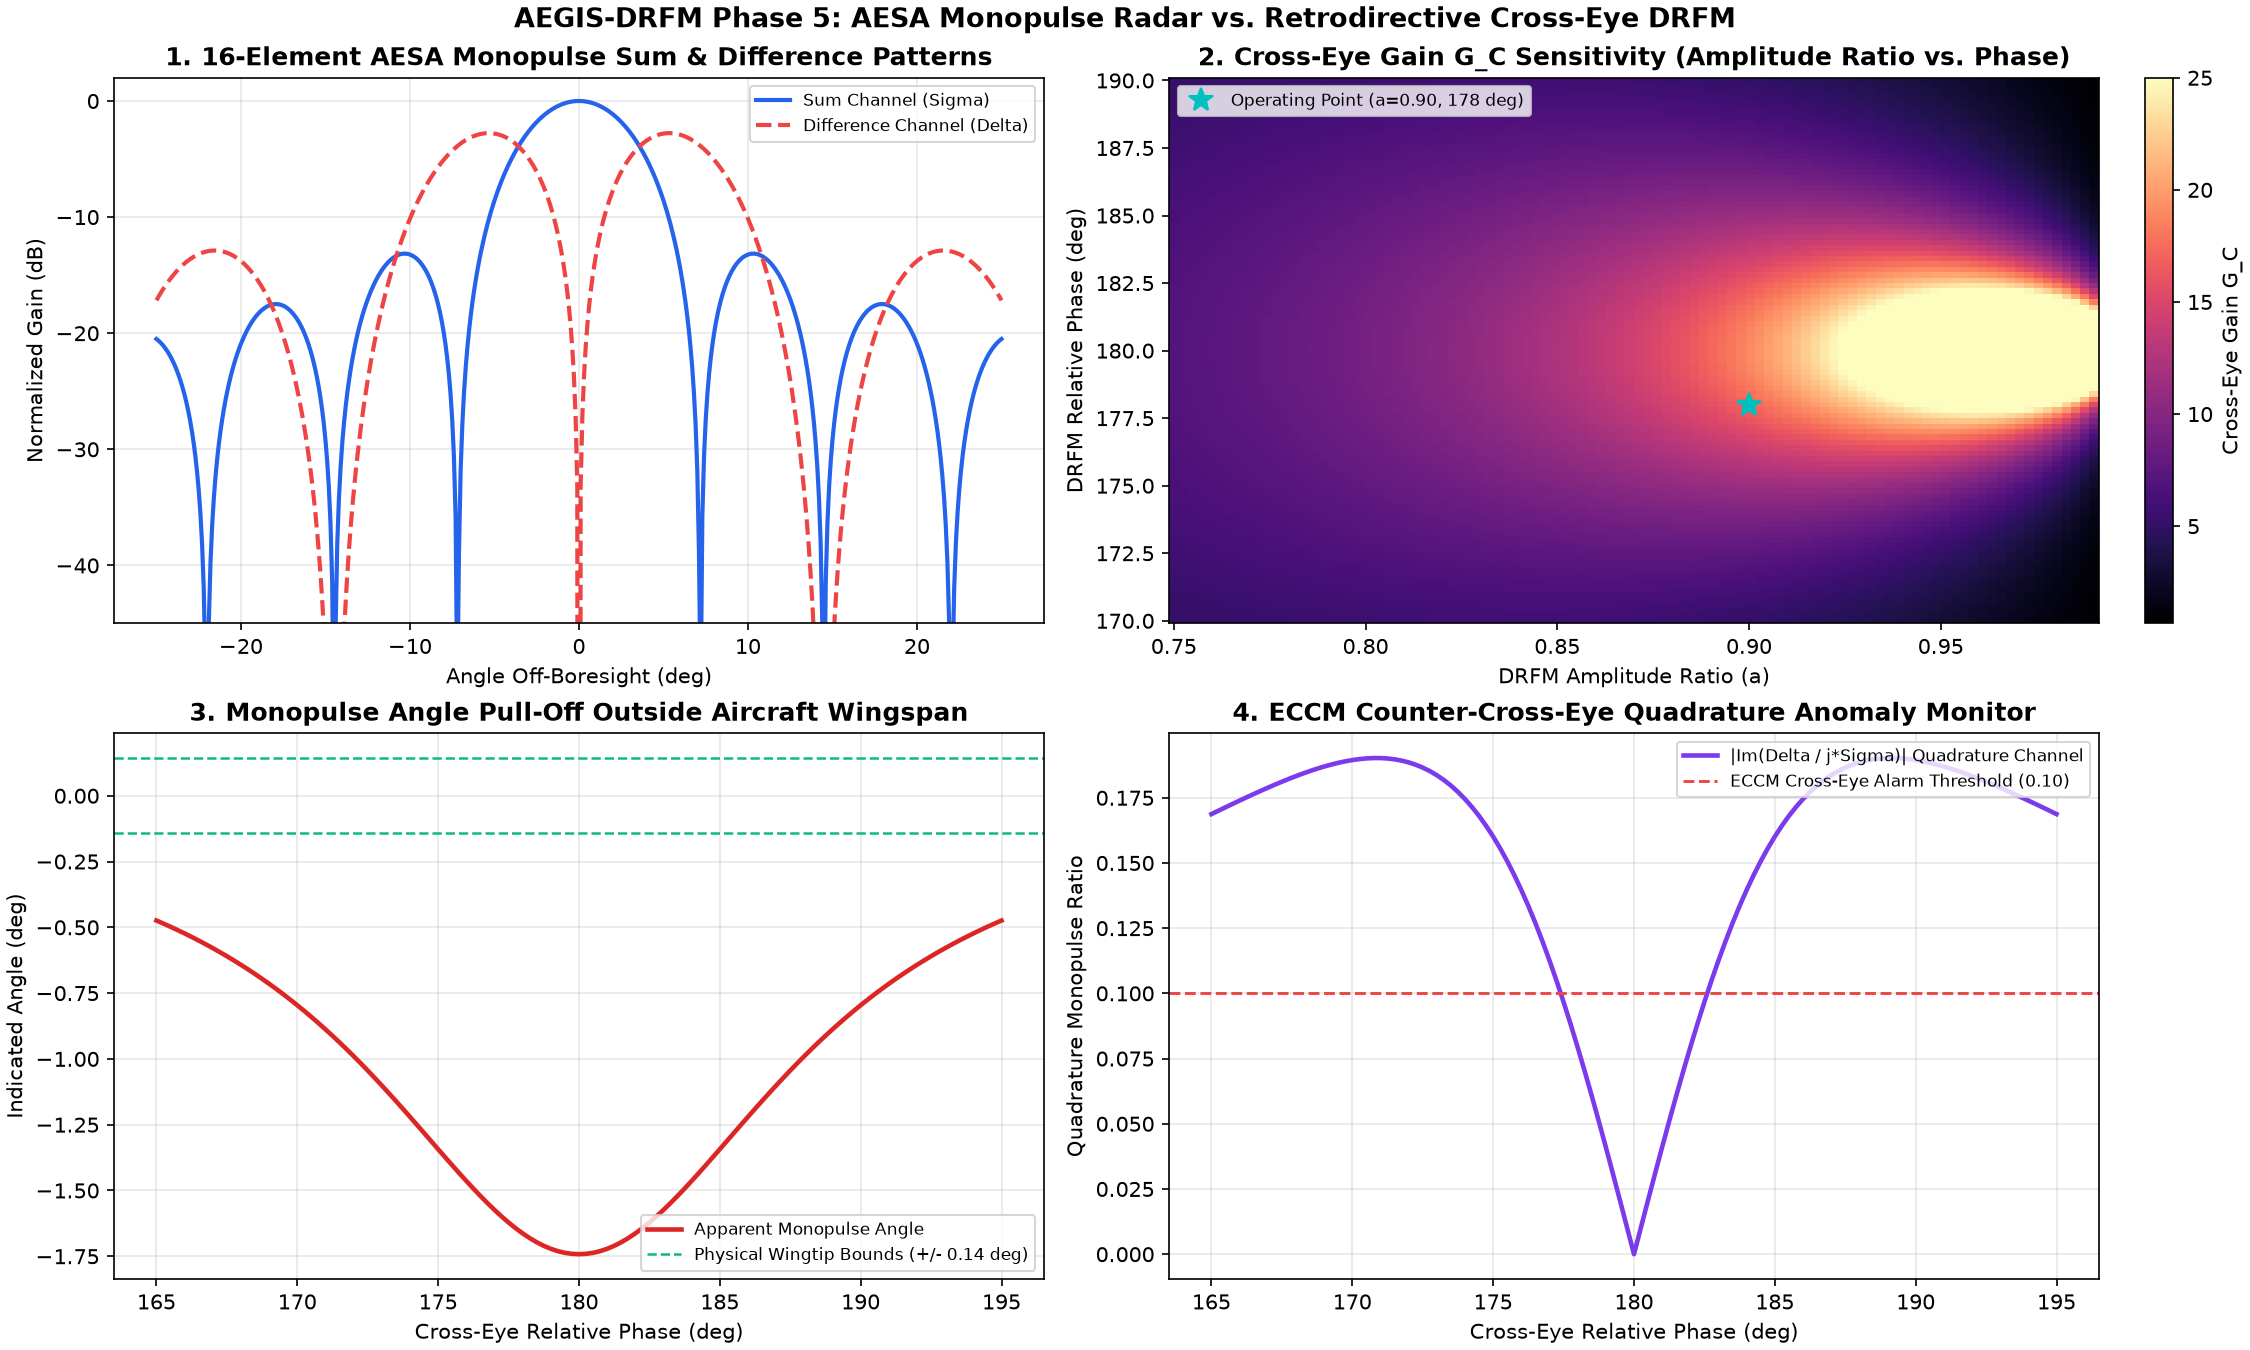 AEGIS-DRFM Phase 5: AESA Monopulse Radar vs. Retrodirective Cross-Eye DRFM
1. 16-Element AESA Monopulse Sum & Difference Patterns
Sum Channel (Sigma)
Difference Channel (Delta)
0
−10
−20
−30
−40
Normalized Gain (dB)
−20
−10
0
10
20
Angle Off-Boresight (deg)
2. Cross-Eye Gain G_C Sensitivity (Amplitude Ratio vs. Phase)
Operating Point (a=0.90, 178 deg)
190.0
187.5
185.0
182.5
180.0
177.5
175.0
172.5
170.0
DRFM Relative Phase (deg)
0.75
0.80
0.85
0.90
0.95
DRFM Amplitude Ratio (a)
25
20
15
10
5
Cross-Eye Gain G_C
3. Monopulse Angle Pull-Off Outside Aircraft Wingspan
0.00
−0.25
−0.50
−0.75
−1.00
−1.25
−1.50
−1.75
Indicated Angle (deg)
Apparent Monopulse Angle
Physical Wingtip Bounds (+/- 0.14 deg)
165
170
175
180
185
190
195
Cross-Eye Relative Phase (deg)
4. ECCM Counter-Cross-Eye Quadrature Anomaly Monitor
|Im(Delta / j*Sigma)| Quadrature Channel
ECCM Cross-Eye Alarm Threshold (0.10)
0.175
0.150
0.125
0.100
0.075
0.050
0.025
0.000
Quadrature Monopulse Ratio
165
170
175
180
185
190
195
Cross-Eye Relative Phase (deg)